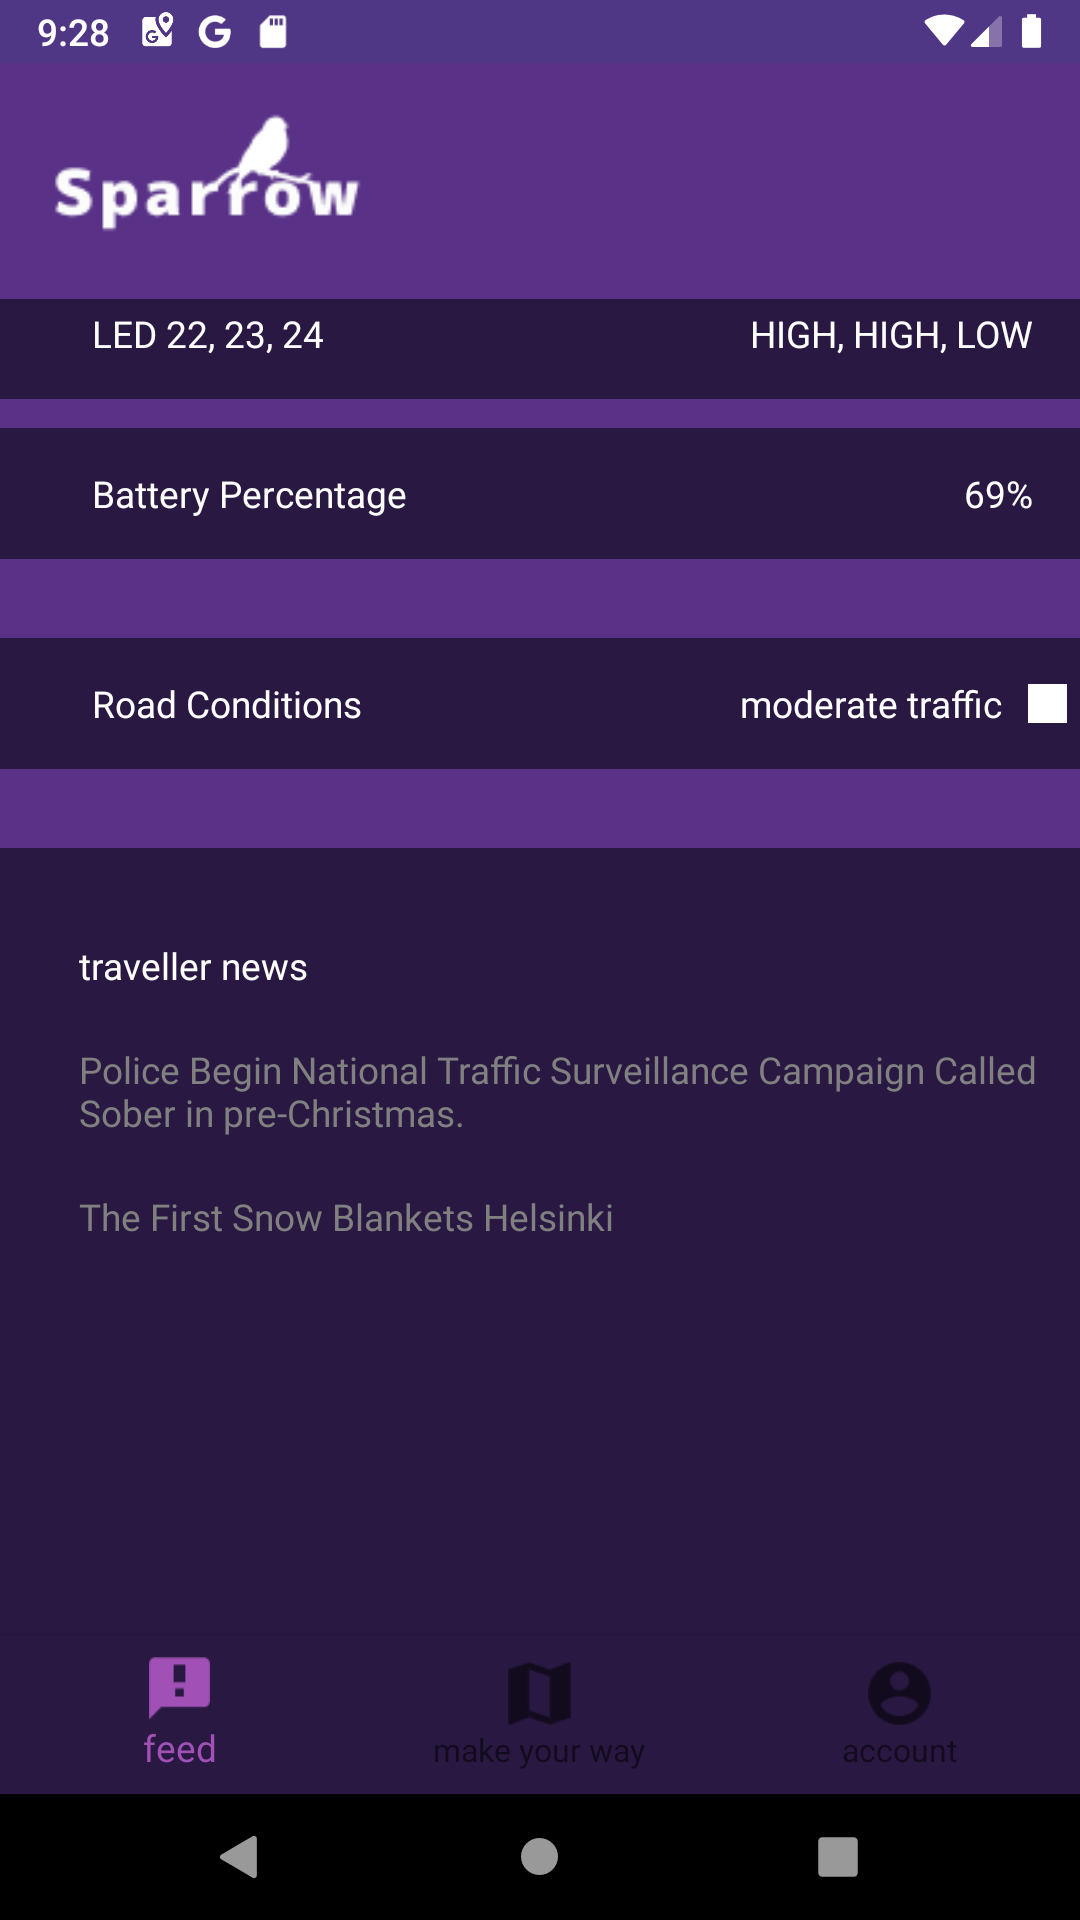 9:28
Sparrow
LED 22, 23, 24
HIGH, HIGH, LOW
Battery Percentage
69%
Road Conditions
moderate traffic
traveller news
Police Begin National Traffic Surveillance Campaign Called
Sober in pre-Christmas.
The First Snow Blankets Helsinki
feed
make your way
account